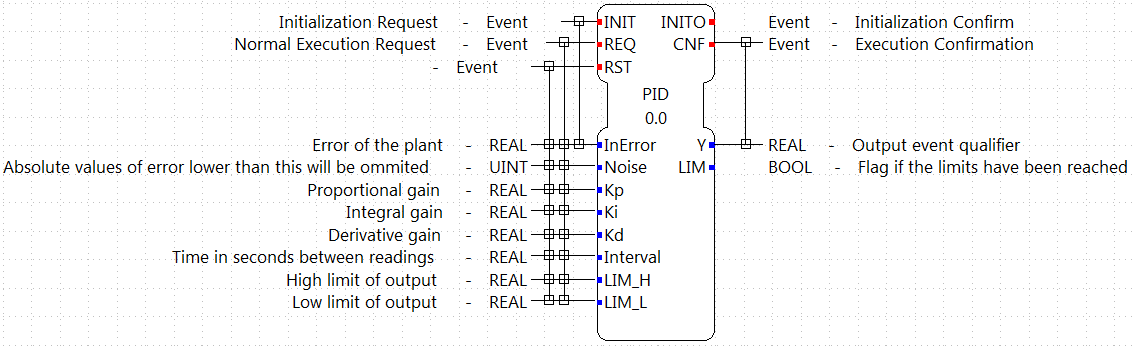 Initialization Request - Event INIT INITO Event - Initialization Confirm
Normal Execution Request - Event REQ CNF Event - Execution Confirmation
- Event RST
PID
0.0
Error of the plant - REAL InError Y REAL - Output event qualifier
Absolute values of error lower than this will be ommited - UINT Noise LIM BOOL - Flag if the limits have been reached
Proportional gain - REAL Kp
Integral gain - REAL Ki
Derivative gain - REAL Kd
Time in seconds between readings - REAL Interval
High limit of output - REAL LIM_H
Low limit of output - REAL LIM_L